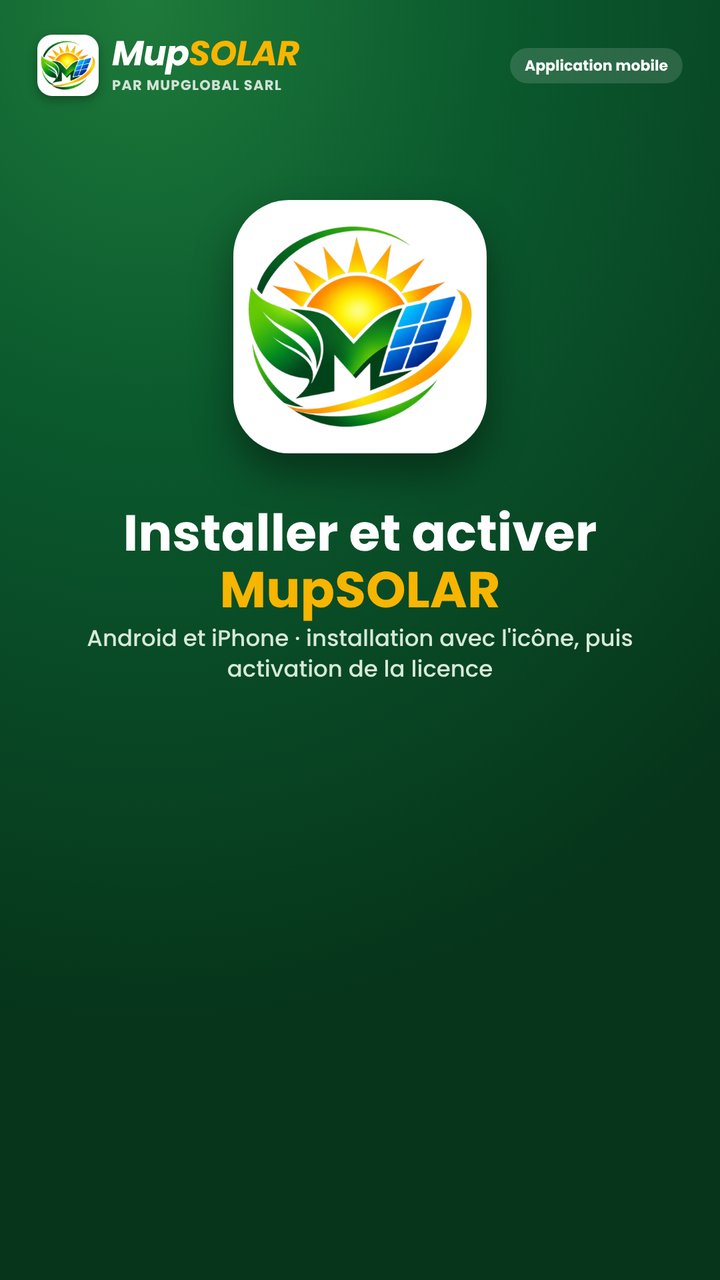 MupSOLAR
PAR MUPGLOBAL SARL
Application mobile
M
Installer et activer
MupSOLAR
Android et iPhone · installation avec l'icône, puis
activation de la licence